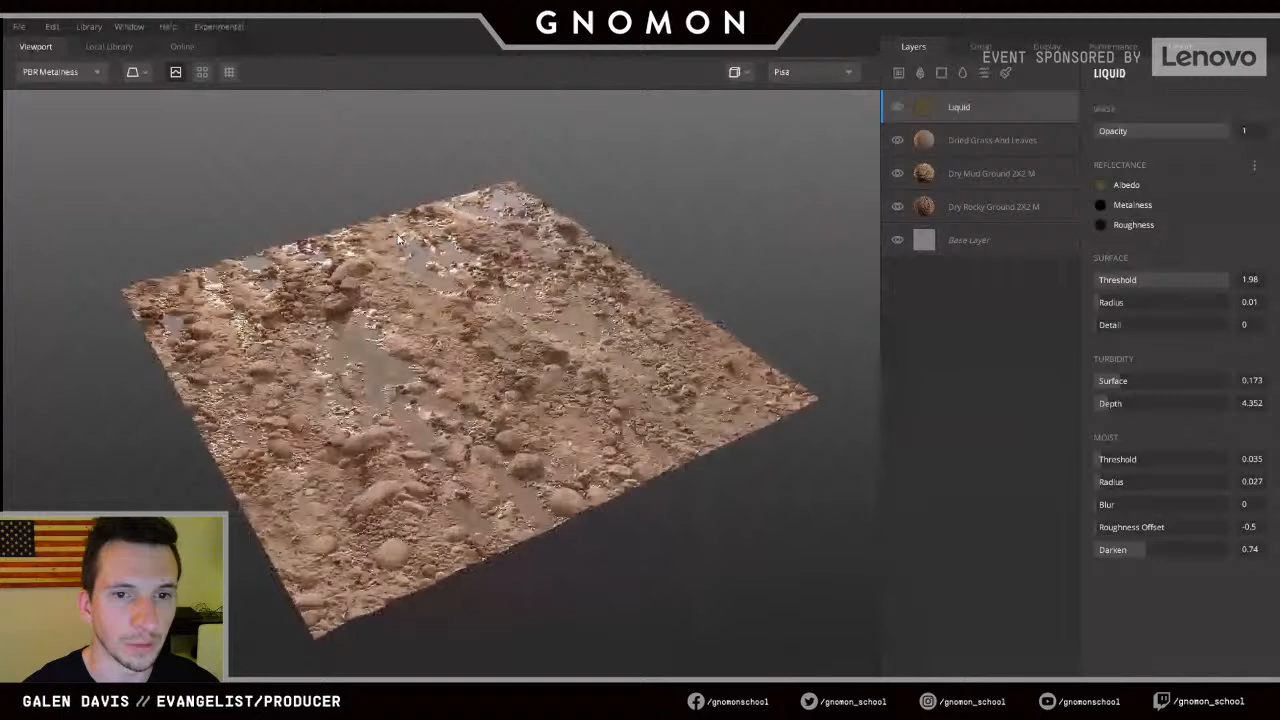 GNOMON
File Edit Library Window Help Experimental
Viewport Local Library Online
Layers Display Performance
EVENT SPONSORED BY Lenovo
PBR Metalness
Pisa
LIQUID
Liquid
Dried Grass And Leaves
Dry Mud Ground 2X2 M
Dry Rocky Ground 2X2 M
Base Layer
Opacity 1
REFLECTANCE
Albedo
Metalness
Roughness
SURFACE
Threshold 1.98
Radius 0.01
Detail 0
TURBIDITY
Surface 0.173
Depth 4.352
MOIST
Threshold 0.035
Radius 0.027
Blur 0
Roughness Offset -0.5
Darken 0.74
GALEN DAVIS // EVANGELIST/PRODUCER
/gnomonschool
/gnomon_school
/gnomon_school
/gnomonschool
/gnomon_school